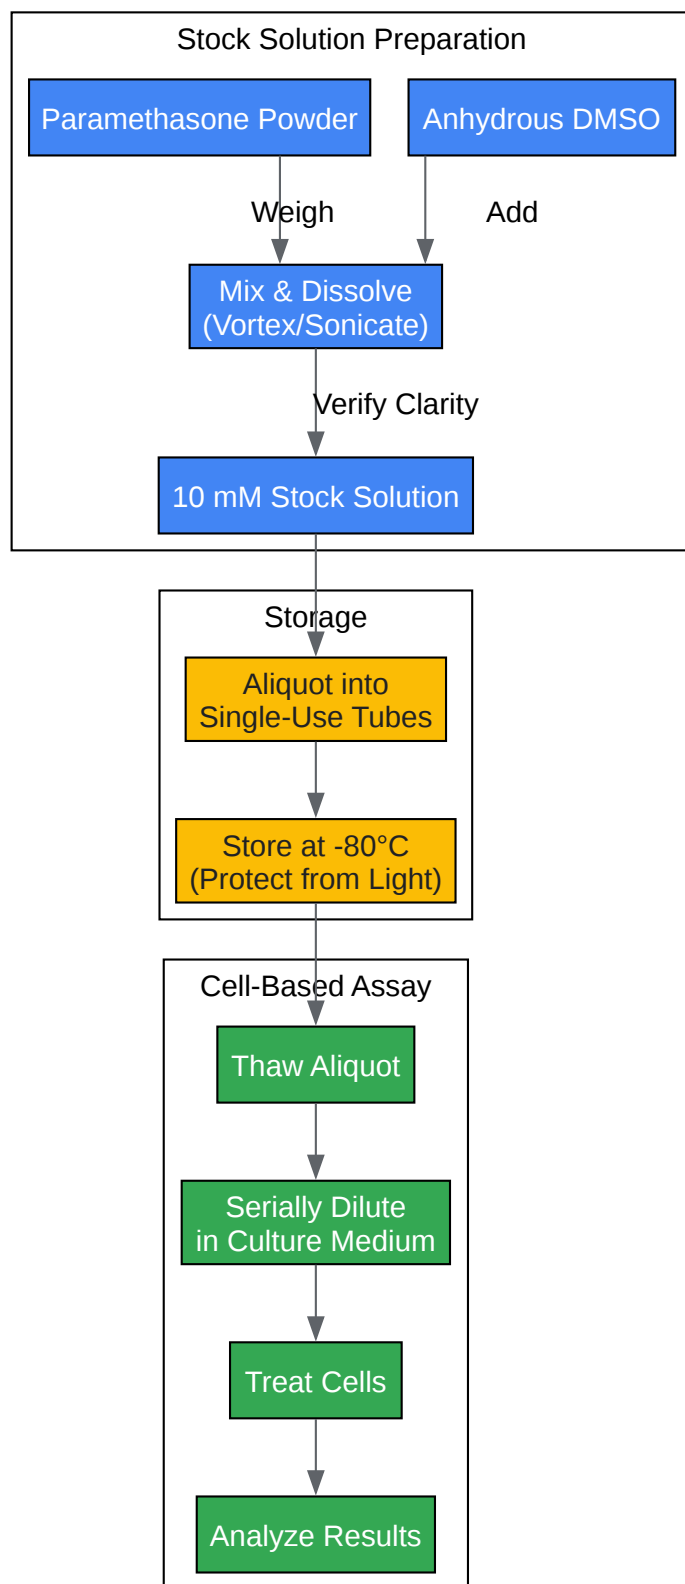 Stock Solution Preparation
Paramethasone Powder
Anhydrous DMSO
Weigh
Add
Mix & Dissolve
(Vortex/Sonicate)
Verify Clarity
10 mM Stock Solution
Storage
Aliquot into
Single-Use Tubes
Store at -80°C
(Protect from Light)
Cell-Based Assay
Thaw Aliquot
Serially Dilute
in Culture Medium
Treat Cells
Analyze Results